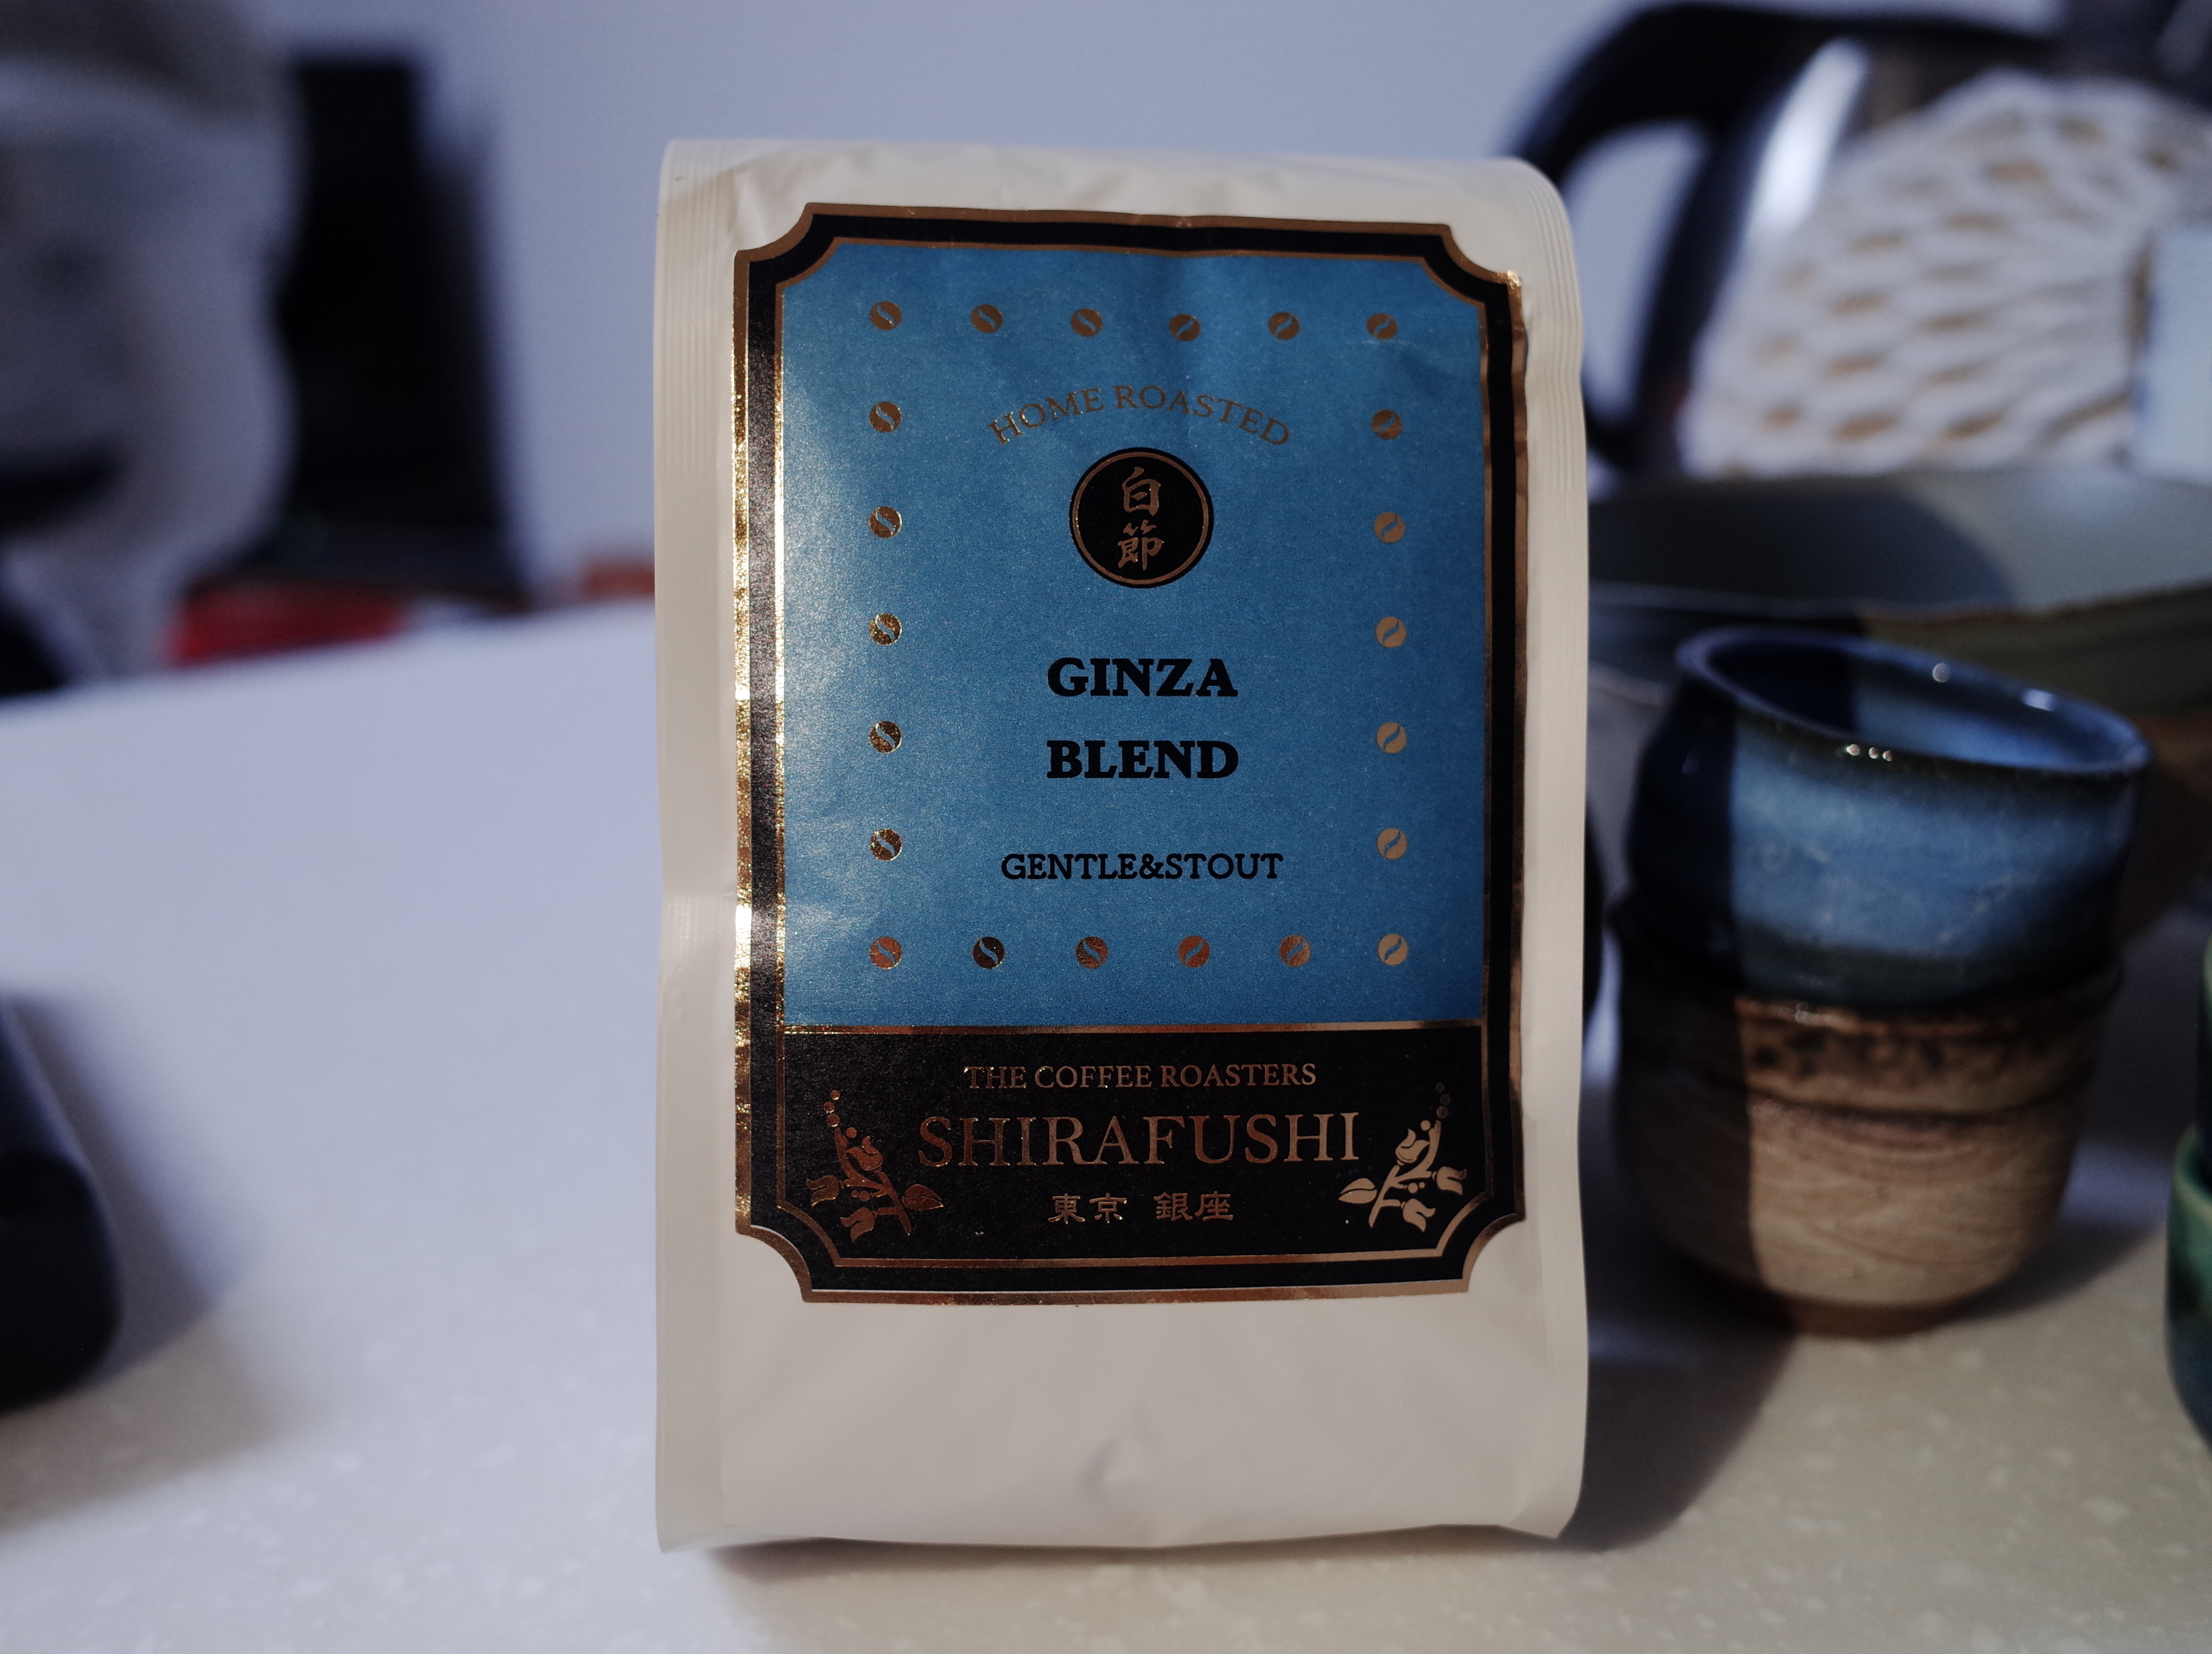 HOME ROASTED
白
節
GINZA
BLEND
GENTLE&STOUT
THE COFFEE ROASTERS
SHIRAFUSHI
東京 銀座